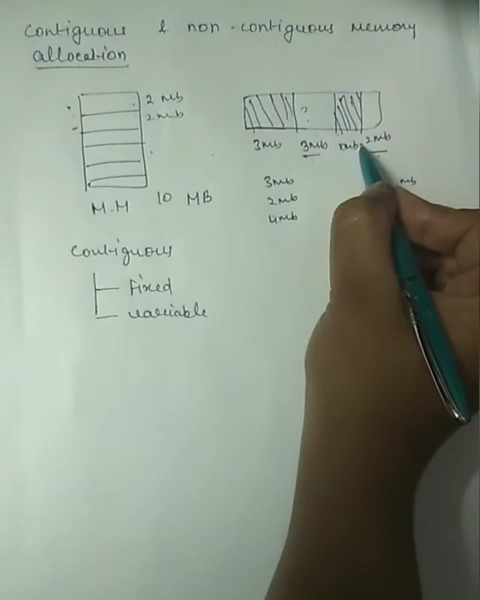 Contiguous & non-contiguous Memory
allocation
2 Mb
2 Mb
M.M 10 MB
?
3Mb 3Mb 2Mb
3Mb
2Mb
4Mb
Mb
Contiguous
Fixed
variable